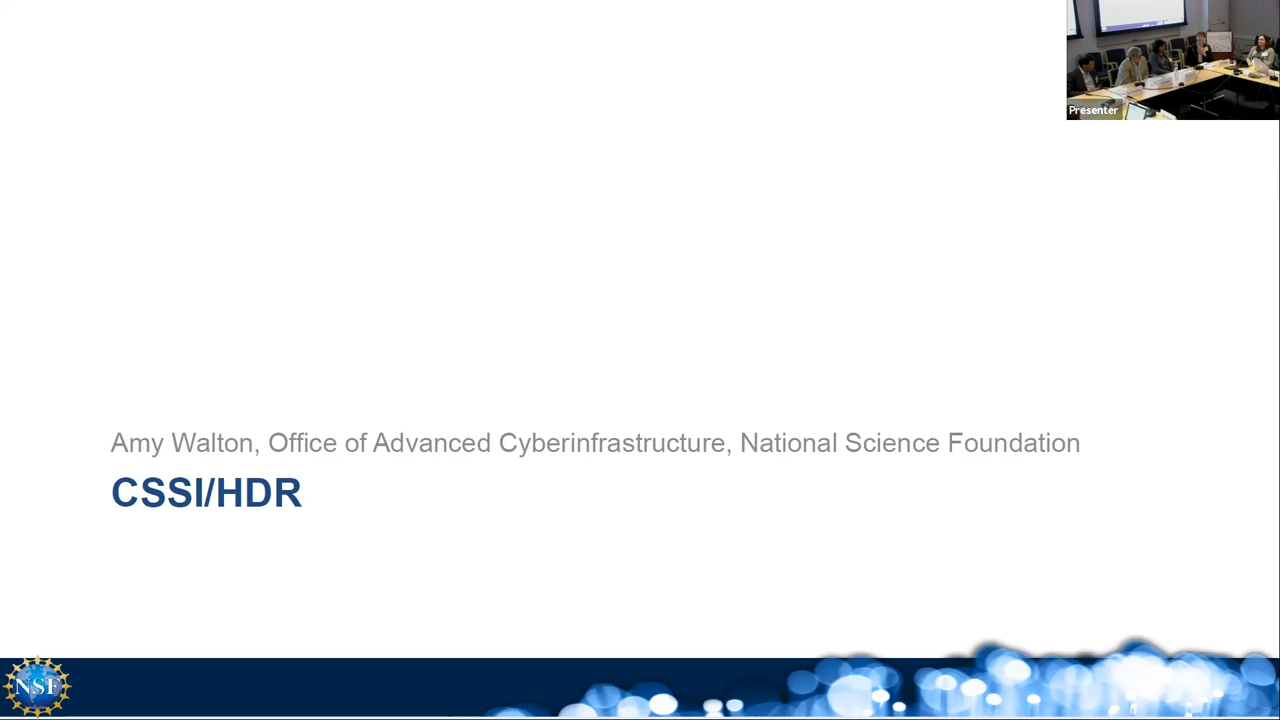 Presenter
Amy Walton, Office of Advanced Cyberinfrastructure, National Science Foundation
CSSI/HDR
NSF